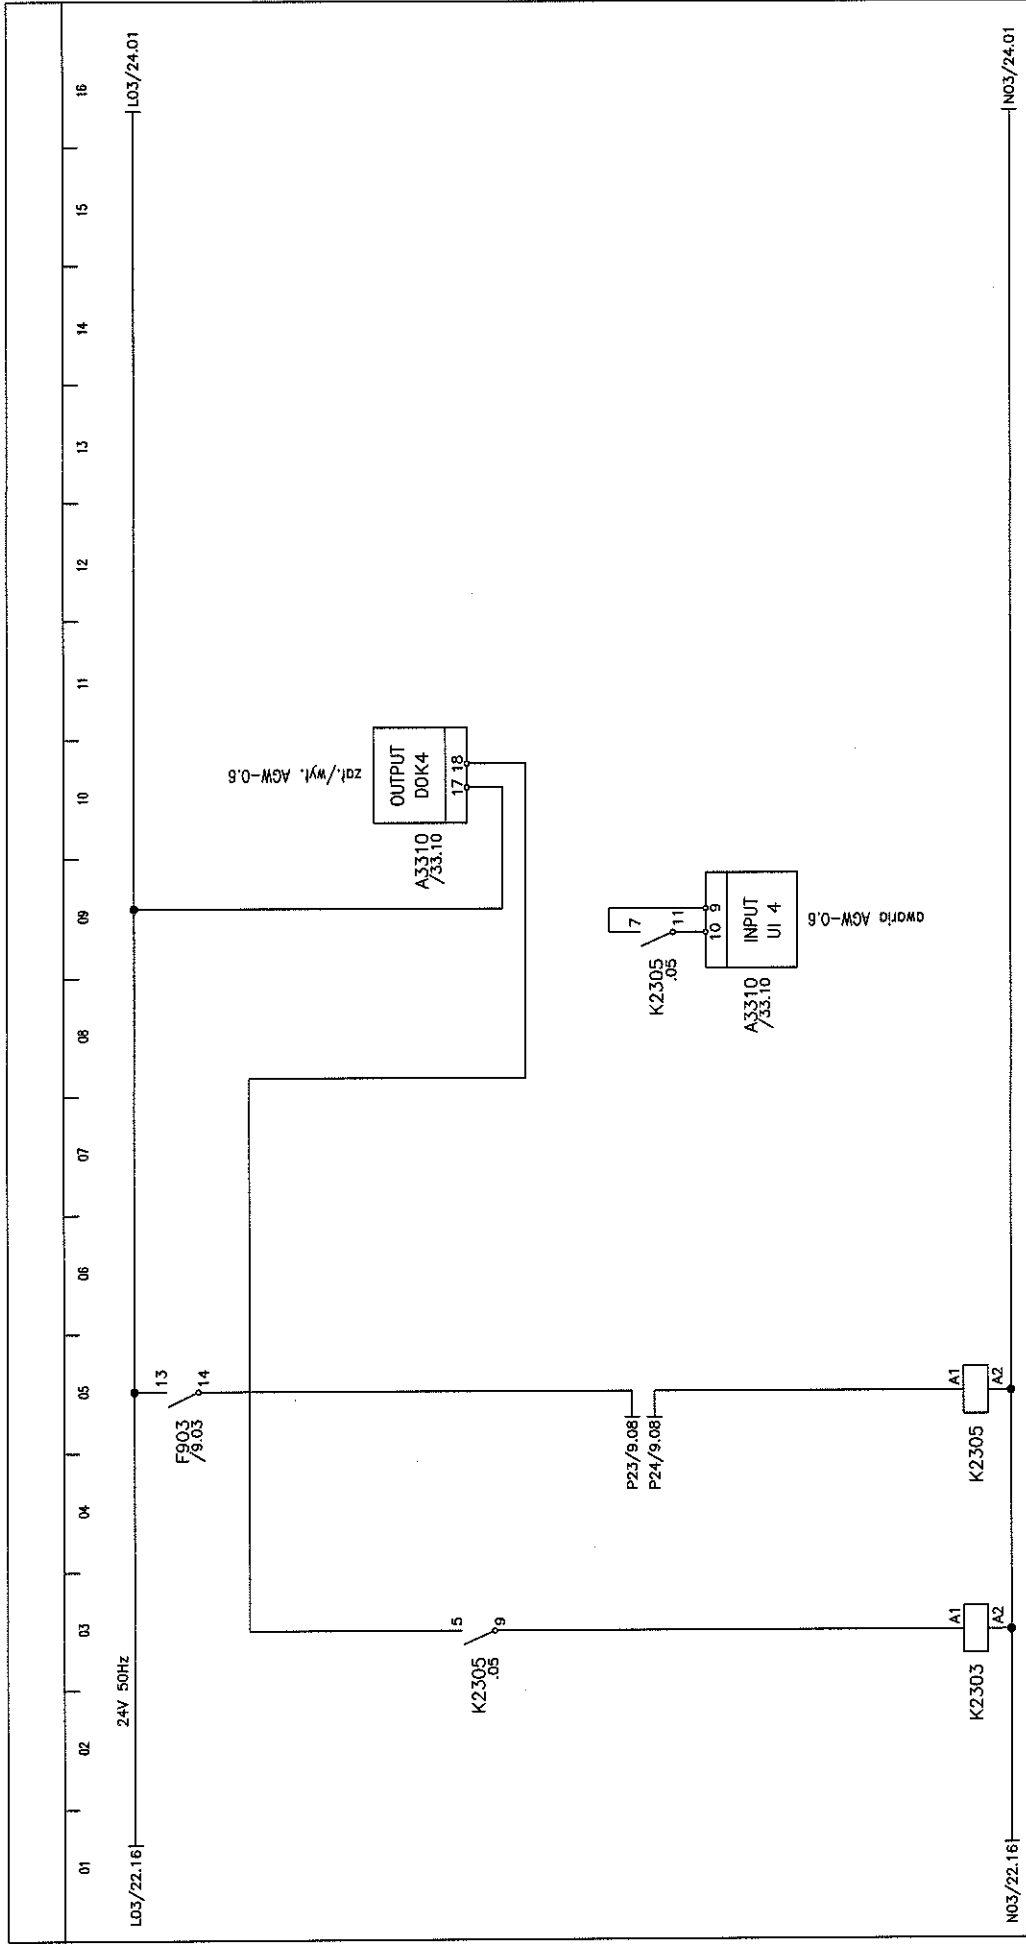 01 02 03 04 05 06 07 08 09 10 11 12 13 14 15 16
L03/22.16
24V 50Hz
L03/24.01
13
F903
/9.03
14
zał./wył. AGW-0.6
OUTPUT
DOK4
17 18
A3310
/33.10
5
K2305
.05
9
P23/9.08
P24/9.08
7
K2305
.05
11
10 9
INPUT
UI 4
A3310
/33.10
awaria AGW-0.6
A1
K2303
A2
A1
K2305
A2
N03/22.16
N03/24.01